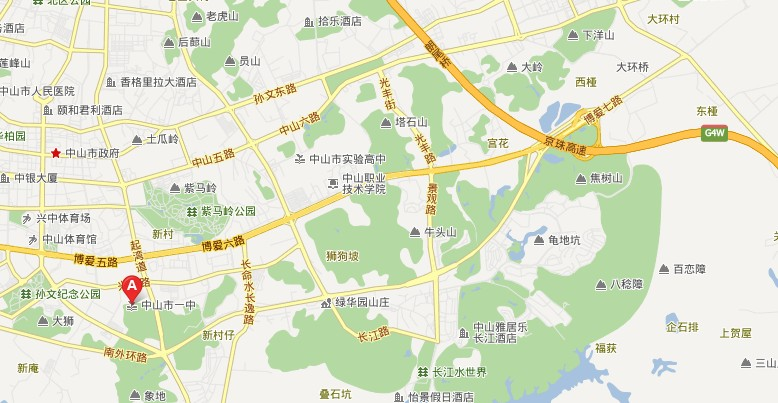 北区公园
老虎山
拾乐酒店
大环村
后藓山
下洋山
员山
莲峰山
大岭
大环桥
香格里拉大酒店
西桠
中山市人民医院
孙文东路
光丰街
博爱七路
颐和君利酒店
中山六路
塔石山
东桠
土瓜岭
G4W
中山市政府
中山五路
中山市实验高中
光丰路
宫花
京珠高速
中银大厦
紫马岭
中山职业
技术学院
景观路
焦树山
兴中体育场
紫马岭公园
中山体育馆
新村
博爱六路
牛头山
龟地坑
起湾道
博爱五路
狮狗坡
百恋障
孙文纪念公园
A
长命水长逸路
八稔障
中山市一中
绿华园山庄
大狮
新村仔
长江路
中山雅居乐
长江酒店
企石排
上贺屋
南外环路
福获
新庵
长江水世界
三山
象地
叠石坑
怡景假日酒店